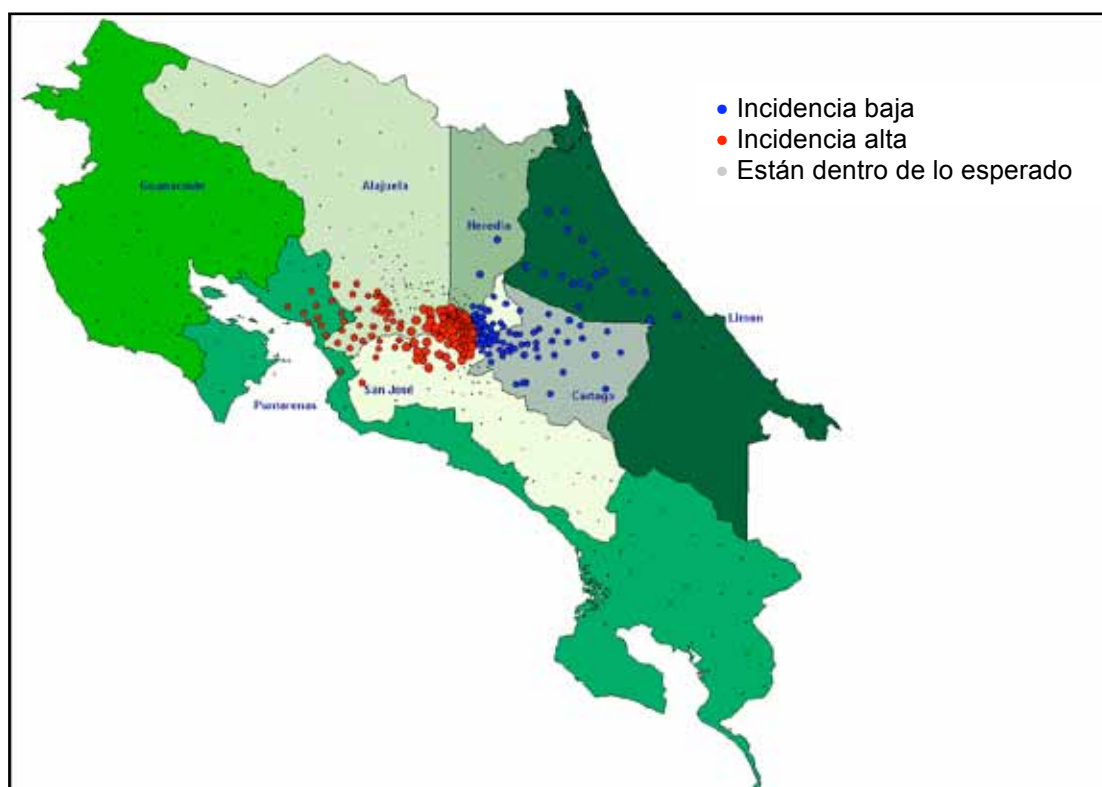 Incidencia baja
Incidencia alta
Están dentro de lo esperado
Guanacaste
Alajuela
Heredia
Limon
San José
Cartago
Puntarenas